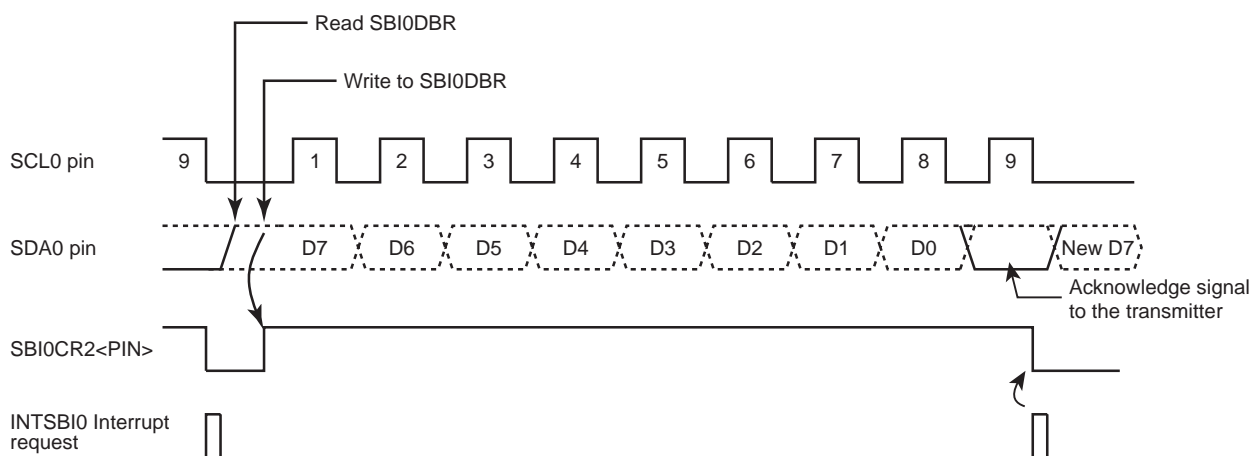 Read SBI0DBR
Write to SBI0DBR
SCL0 pin
9 1 2 3 4 5 6 7 8 9
SDA0 pin
D7 D6 D5 D4 D3 D2 D1 D0 New D7
Acknowledge signal
to the transmitter
SBI0CR2<PIN>
INTSBI0 Interrupt
request